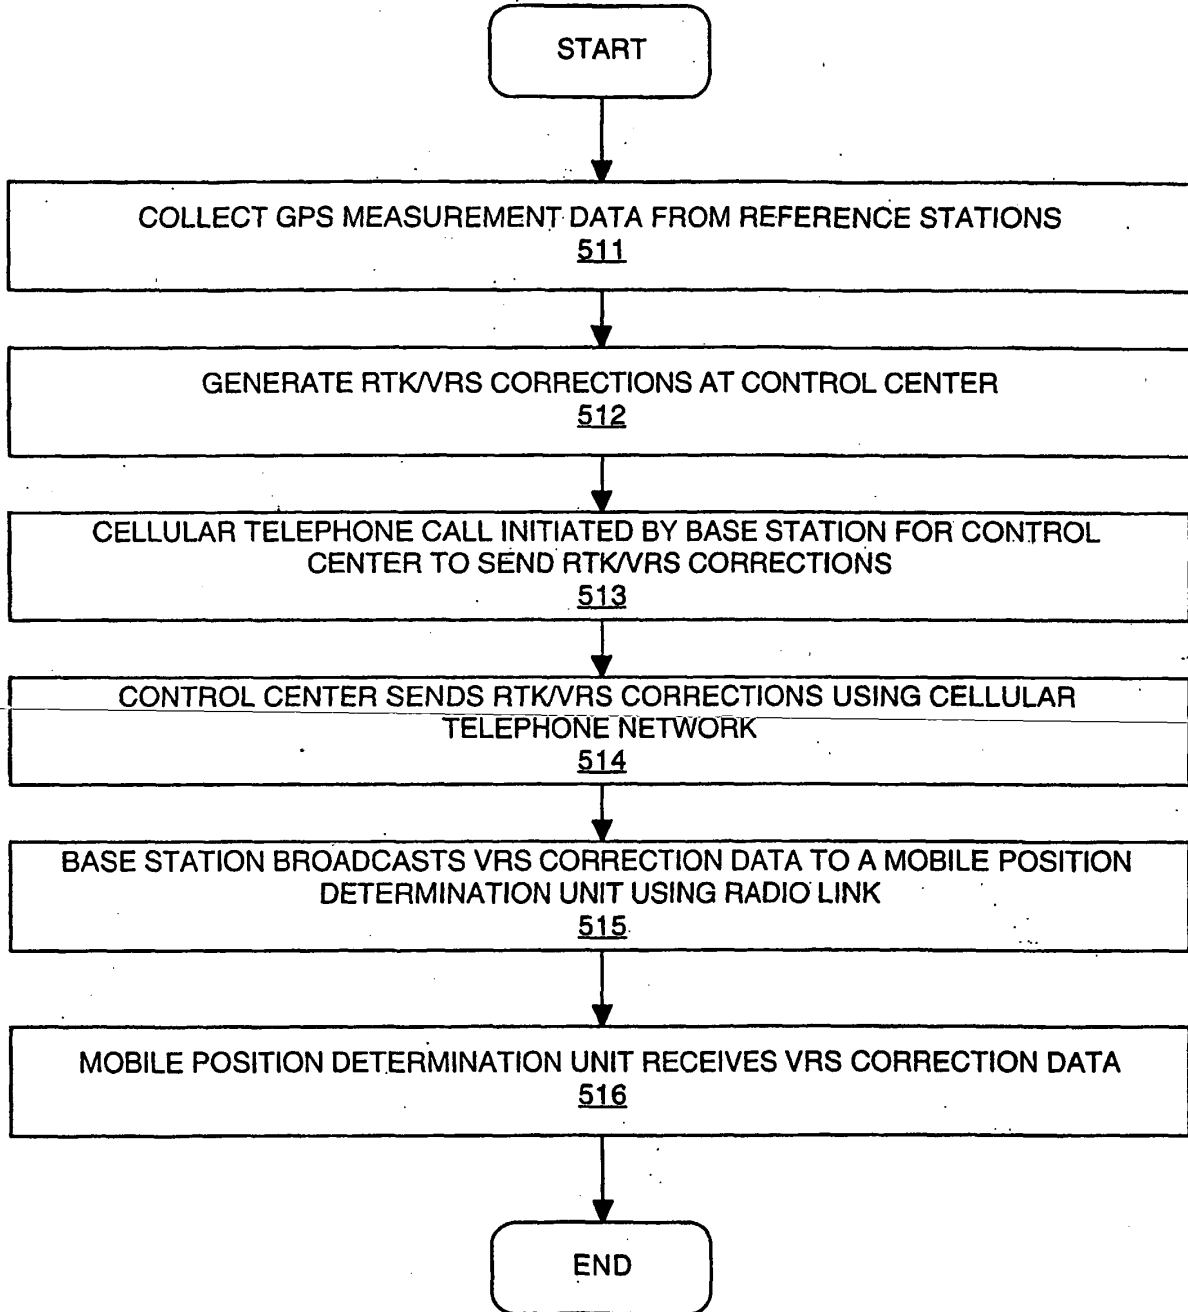 START
COLLECT GPS MEASUREMENT DATA FROM REFERENCE STATIONS
511
GENERATE RTK/VRS CORRECTIONS AT CONTROL CENTER
512
CELLULAR TELEPHONE CALL INITIATED BY BASE STATION FOR CONTROL
CENTER TO SEND RTK/VRS CORRECTIONS
513
CONTROL CENTER SENDS RTK/VRS CORRECTIONS USING CELLULAR
TELEPHONE NETWORK
514
BASE STATION BROADCASTS VRS CORRECTION DATA TO A MOBILE POSITION
DETERMINATION UNIT USING RADIO LINK
515
MOBILE POSITION DETERMINATION UNIT RECEIVES VRS CORRECTION DATA
516
END